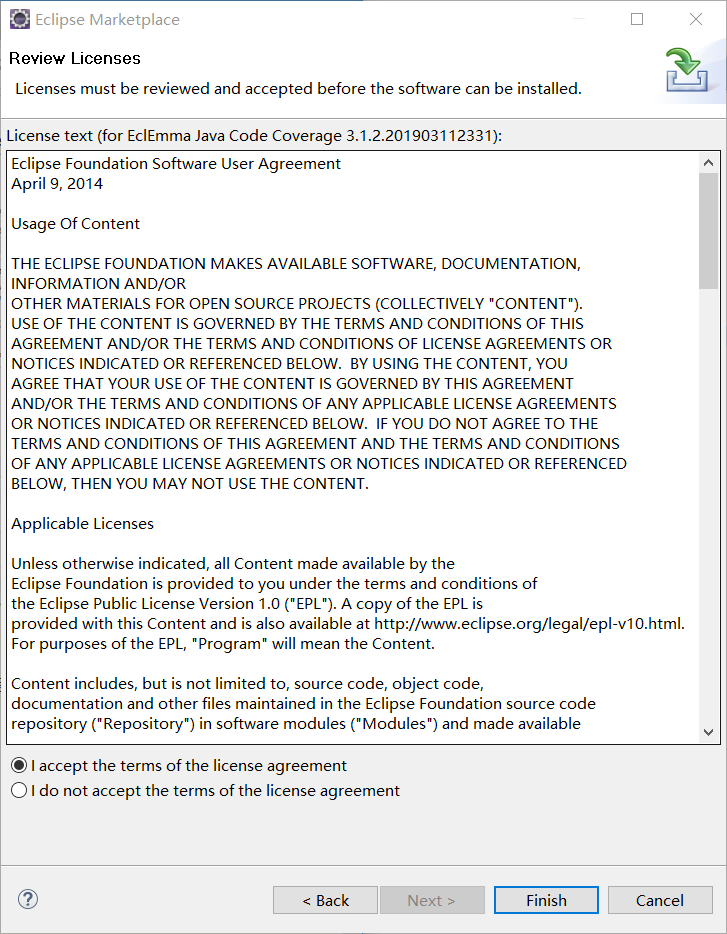 Eclipse Marketplace
Review Licenses
Licenses must be reviewed and accepted before the software can be installed.
License text (for EclEmma Java Code Coverage 3.1.2.201903112331):
Eclipse Foundation Software User Agreement
April 9, 2014
Usage Of Content
THE ECLIPSE FOUNDATION MAKES AVAILABLE SOFTWARE, DOCUMENTATION,
INFORMATION AND/OR
OTHER MATERIALS FOR OPEN SOURCE PROJECTS (COLLECTIVELY "CONTENT").
USE OF THE CONTENT IS GOVERNED BY THE TERMS AND CONDITIONS OF THIS
AGREEMENT AND/OR THE TERMS AND CONDITIONS OF LICENSE AGREEMENTS OR
NOTICES INDICATED OR REFERENCED BELOW.  BY USING THE CONTENT, YOU
AGREE THAT YOUR USE OF THE CONTENT IS GOVERNED BY THIS AGREEMENT
AND/OR THE TERMS AND CONDITIONS OF ANY APPLICABLE LICENSE AGREEMENTS
OR NOTICES INDICATED OR REFERENCED BELOW.  IF YOU DO NOT AGREE TO THE
TERMS AND CONDITIONS OF THIS AGREEMENT AND THE TERMS AND CONDITIONS
OF ANY APPLICABLE LICENSE AGREEMENTS OR NOTICES INDICATED OR REFERENCED
BELOW, THEN YOU MAY NOT USE THE CONTENT.
Applicable Licenses
Unless otherwise indicated, all Content made available by the
Eclipse Foundation is provided to you under the terms and conditions of
the Eclipse Public License Version 1.0 ("EPL"). A copy of the EPL is
provided with this Content and is also available at http://www.eclipse.org/legal/epl-v10.html.
For purposes of the EPL, "Program" will mean the Content.
Content includes, but is not limited to, source code, object code,
documentation and other files maintained in the Eclipse Foundation source code
repository ("Repository") in software modules ("Modules") and made available
I accept the terms of the license agreement
I do not accept the terms of the license agreement
? < Back Next > Finish Cancel